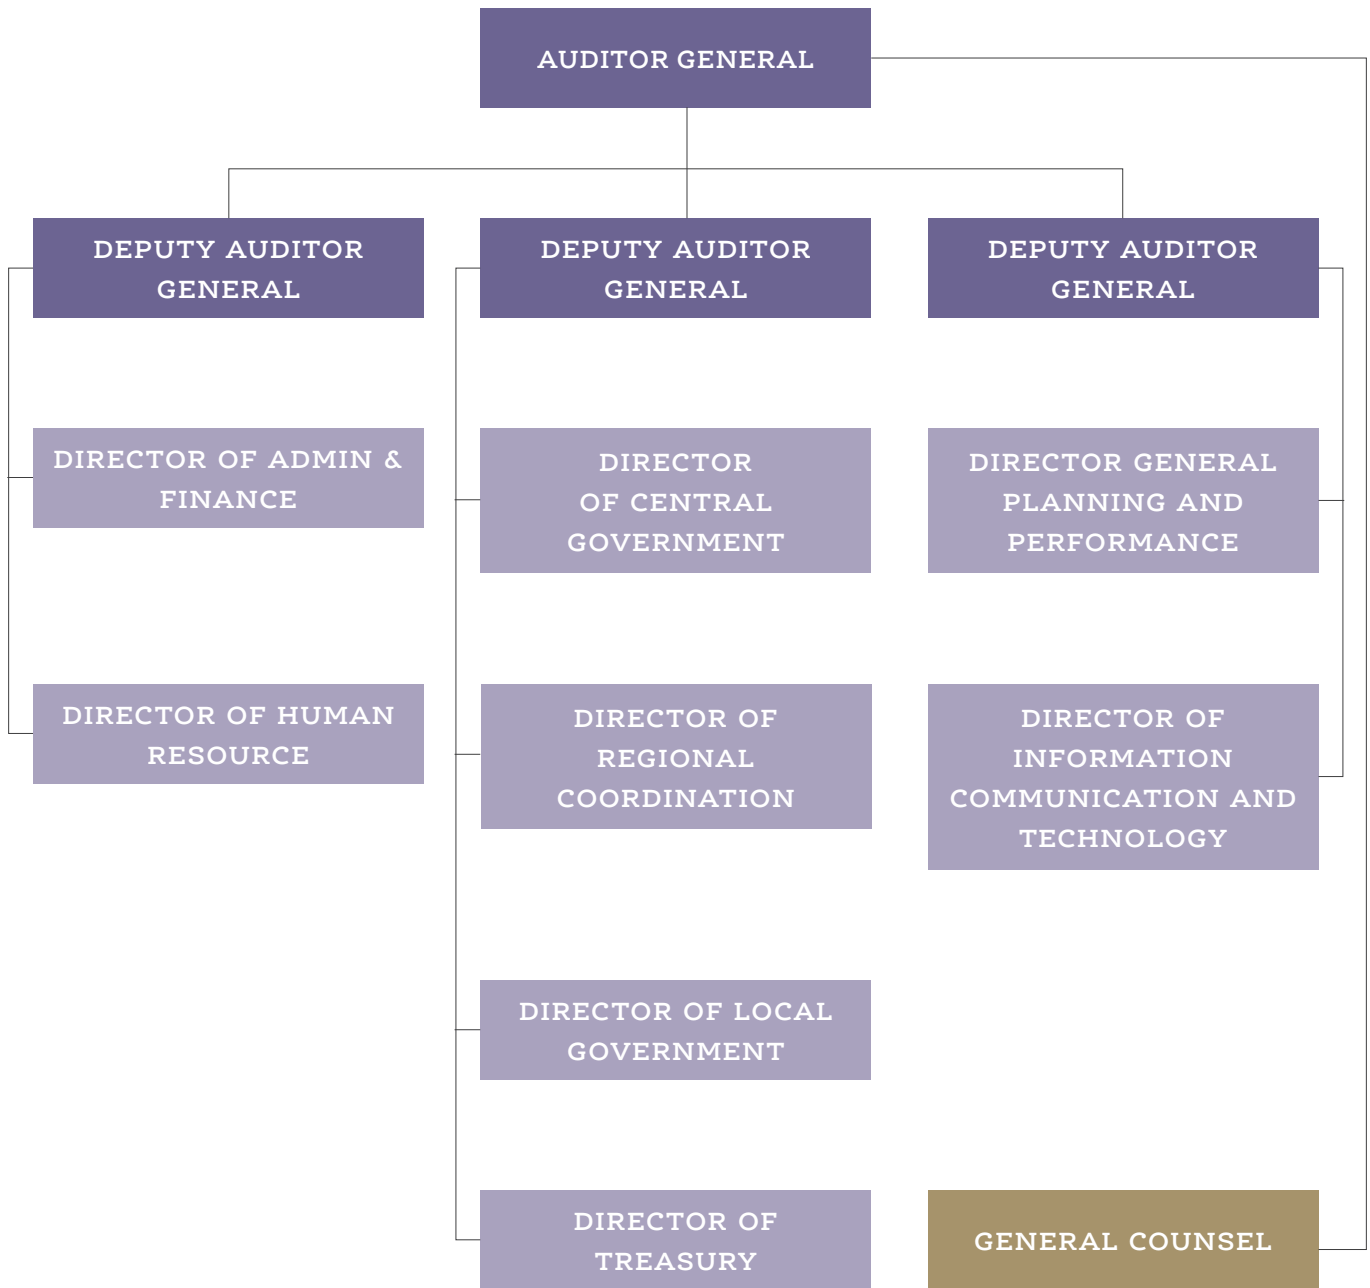 AUDITOR GENERAL
DEPUTY AUDITOR
GENERAL
DEPUTY AUDITOR
GENERAL
DEPUTY AUDITOR
GENERAL
DIRECTOR OF ADMIN &
FINANCE
DIRECTOR
OF CENTRAL
GOVERNMENT
DIRECTOR GENERAL
PLANNING AND
PERFORMANCE
DIRECTOR OF HUMAN
RESOURCE
DIRECTOR OF
REGIONAL
COORDINATION
DIRECTOR OF
INFORMATION
COMMUNICATION AND
TECHNOLOGY
DIRECTOR OF LOCAL
GOVERNMENT
DIRECTOR OF
TREASURY
GENERAL COUNSEL